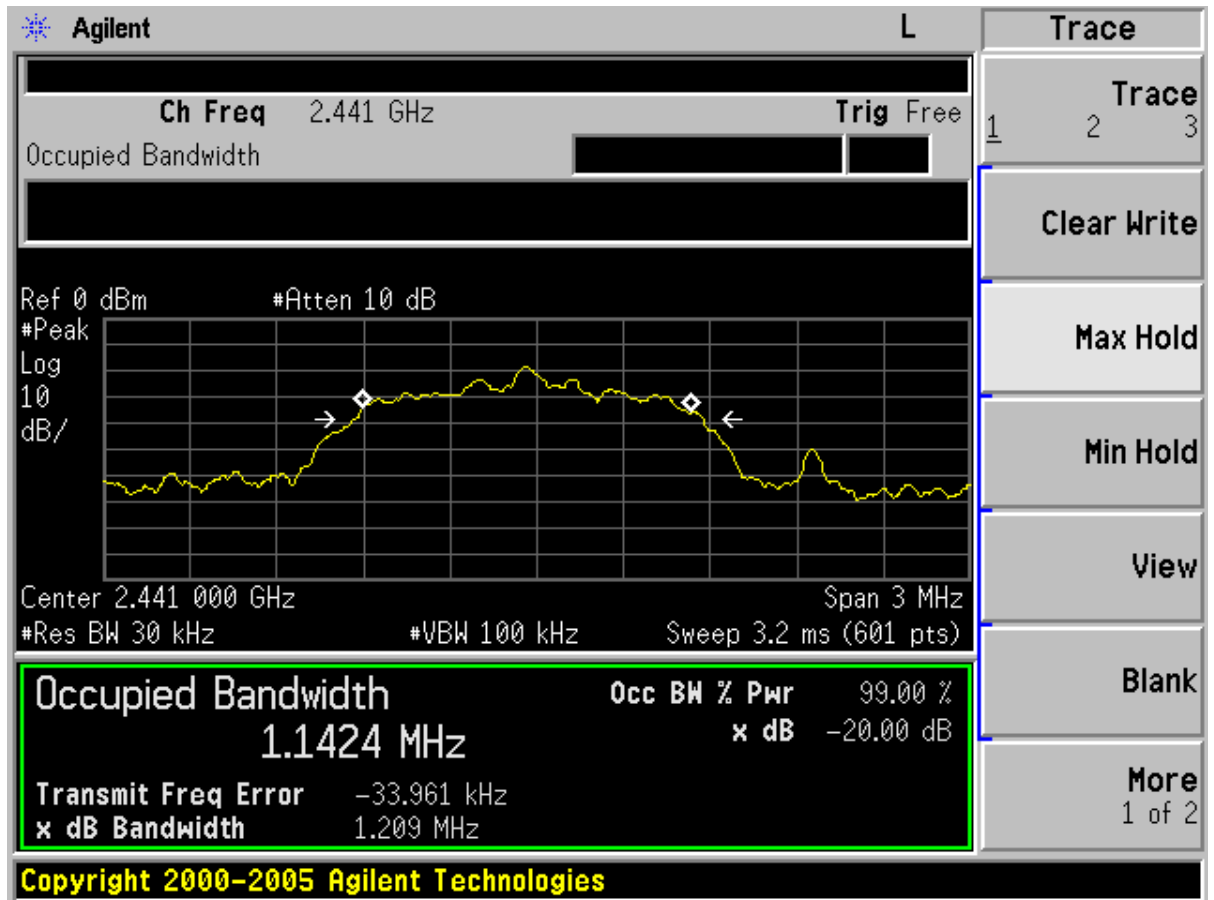 Agilent L
Ch Freq 2.441 GHz Trig Free
Occupied Bandwidth
Ref 0 dBm #Atten 10 dB
#Peak
Log
10
dB/
Center 2.441 000 GHz Span 3 MHz
#Res BW 30 kHz #VBW 100 kHz Sweep 3.2 ms (601 pts)
Occupied Bandwidth Occ BW % Pwr 99.00 %
1.1424 MHz x dB -20.00 dB
Transmit Freq Error -33.961 kHz
x dB Bandwidth 1.209 MHz
Copyright 2000-2005 Agilent Technologies
Trace
Trace
1 2 3
Clear Write
Max Hold
Min Hold
View
Blank
More
1 of 2